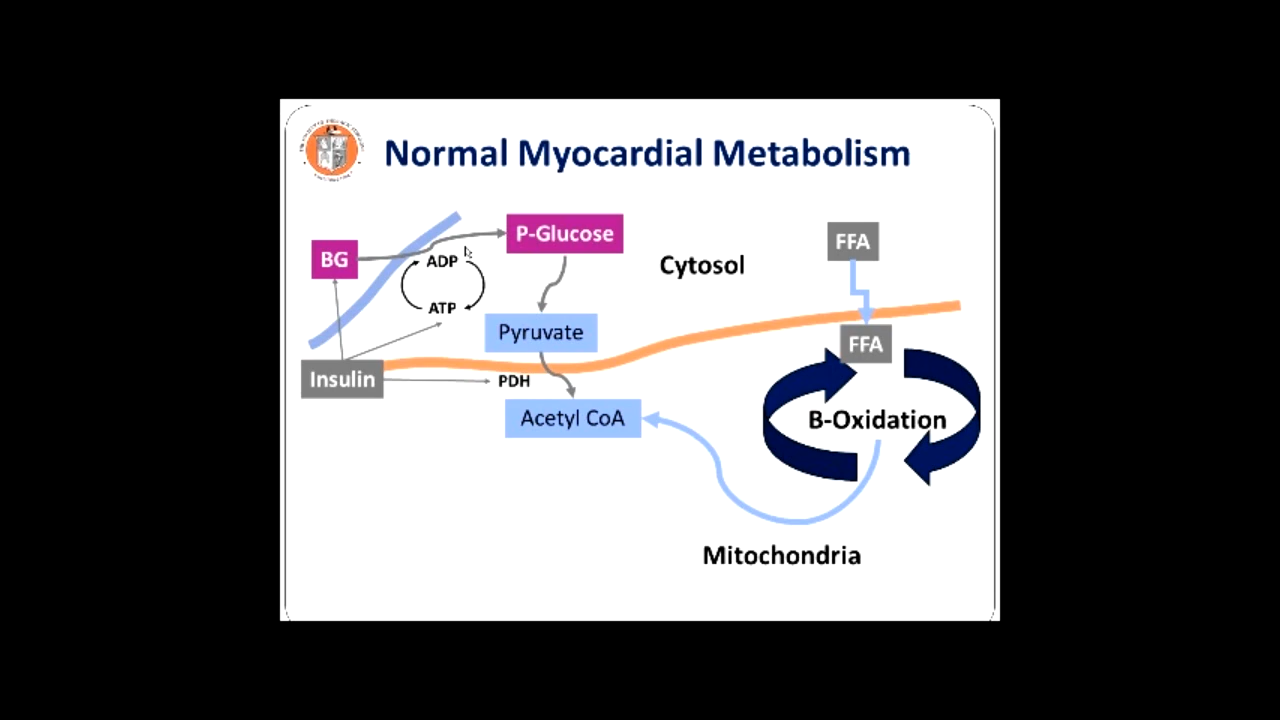 Normal Myocardial Metabolism
P-Glucose
FFA
BG
ADP
Cytosol
ATP
Pyruvate
FFA
Insulin
PDH
Acetyl CoA
B-Oxidation
Mitochondria